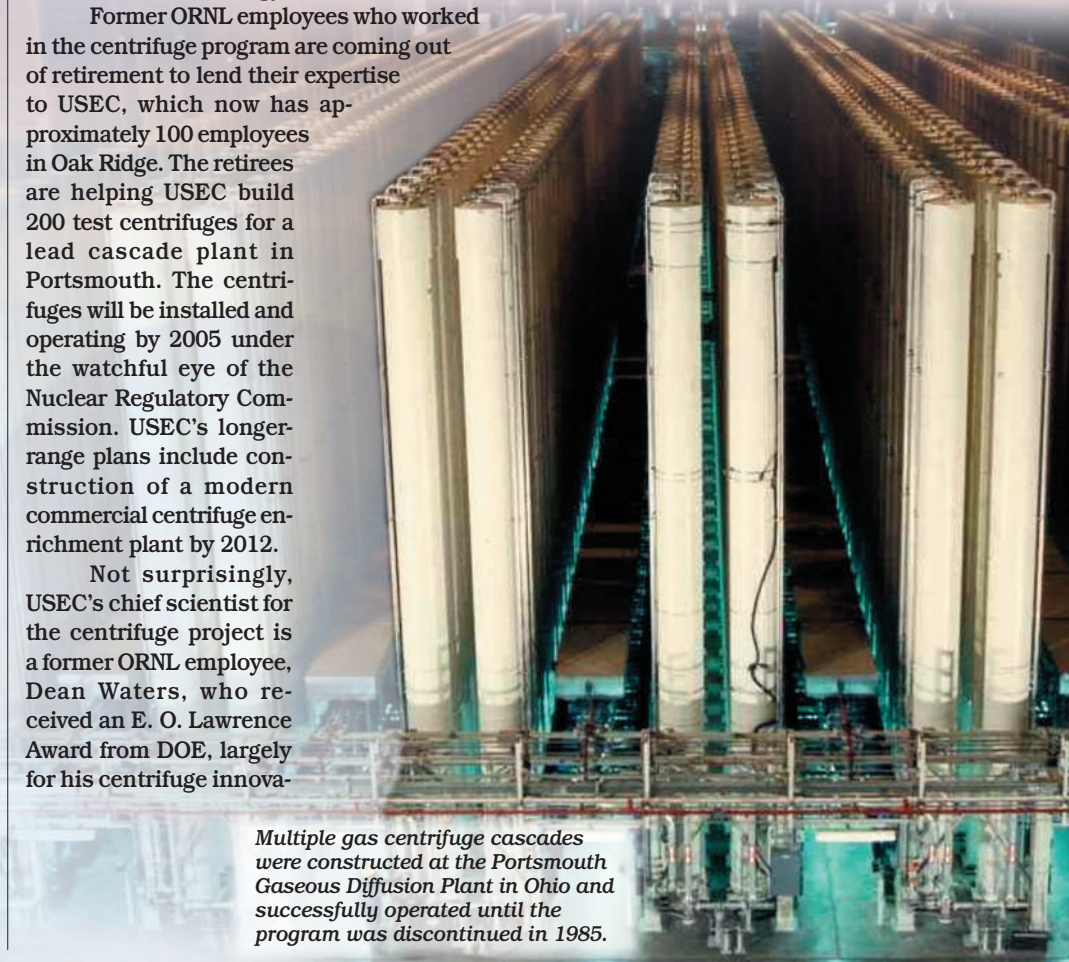 Former ORNL employees who worked
in the centrifuge program are coming out
of retirement to lend their expertise
to USEC, which now has ap-
proximately 100 employees
in Oak Ridge. The retirees
are helping USEC build
200 test centrifuges for a
lead cascade plant in
Portsmouth. The centri-
fuges will be installed and
operating by 2005 under
the watchful eye of the
Nuclear Regulatory Com-
mission. USEC's longer-
range plans include con-
struction of a modern
commercial centrifuge en-
richment plant by 2012.
Not surprisingly,
USEC's chief scientist for
the centrifuge project is
a former ORNL employee,
Dean Waters, who re-
ceived an E. O. Lawrence
Award from DOE, largely
for his centrifuge innova-
Multiple gas centrifuge cascades
were constructed at the Portsmouth
Gaseous Diffusion Plant in Ohio and
successfully operated until the
program was discontinued in 1985.